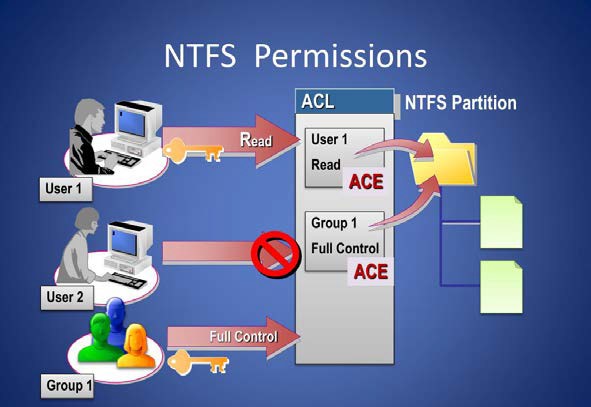 NTFS Permissions
ACL
NTFS Partition
User 1
Read
User 1
Read
ACE
User 2
Group 1
Full Control
ACE
Group 1
Full Control